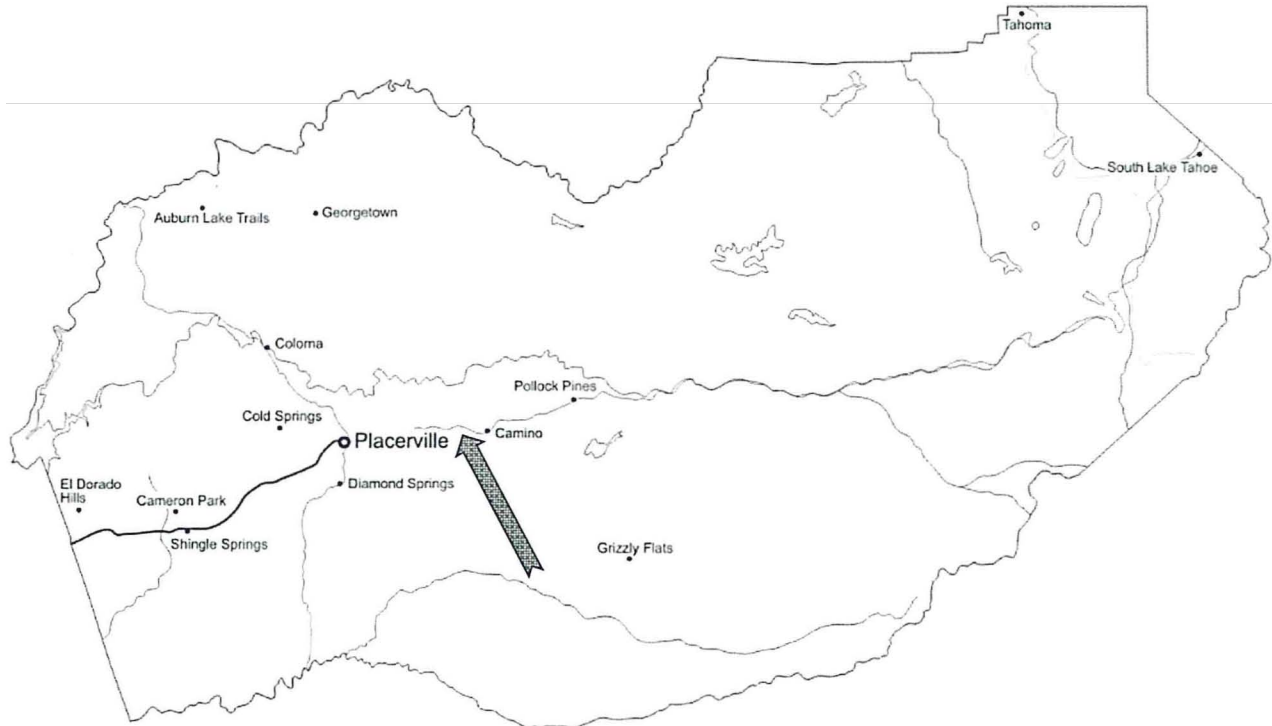 Tahoma
South Lake Tahoe
Auburn Lake Trails
Georgetown
Coloma
Pollock Pines
Cold Springs
Placerville
Camino
El Dorado
Hills
Cameron Park
Diamond Springs
Shingle Springs
Grizzly Flats